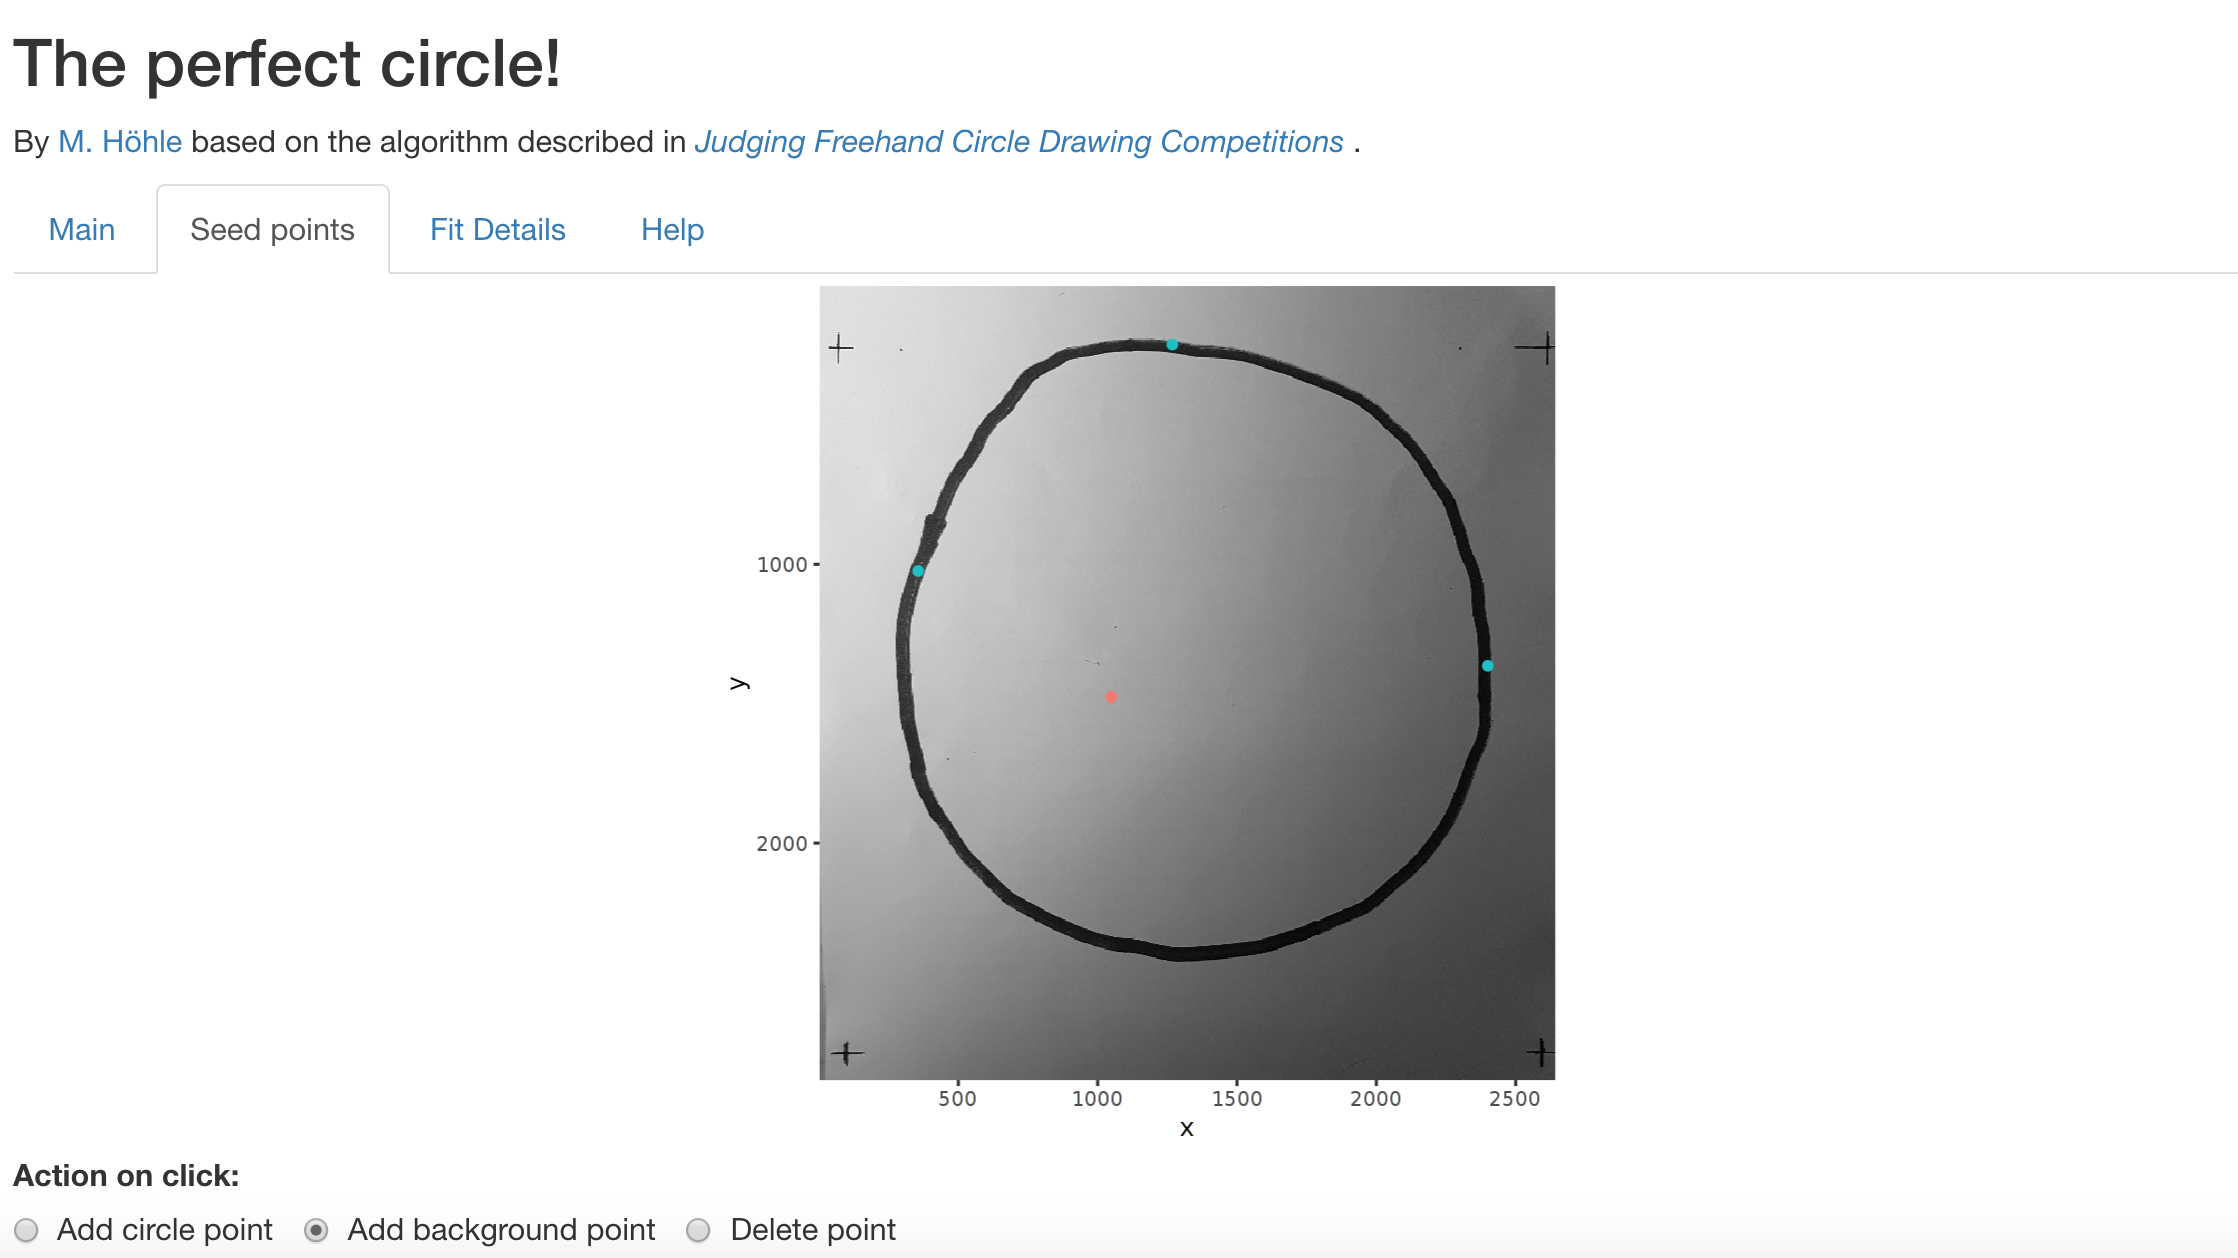 The perfect circle!
By M. Höhle based on the algorithm described in Judging Freehand Circle Drawing Competitions .
Main Seed points Fit Details Help
1000
y
2000
500 1000 1500 2000 2500
x
Action on click:
Add circle point Add background point Delete point